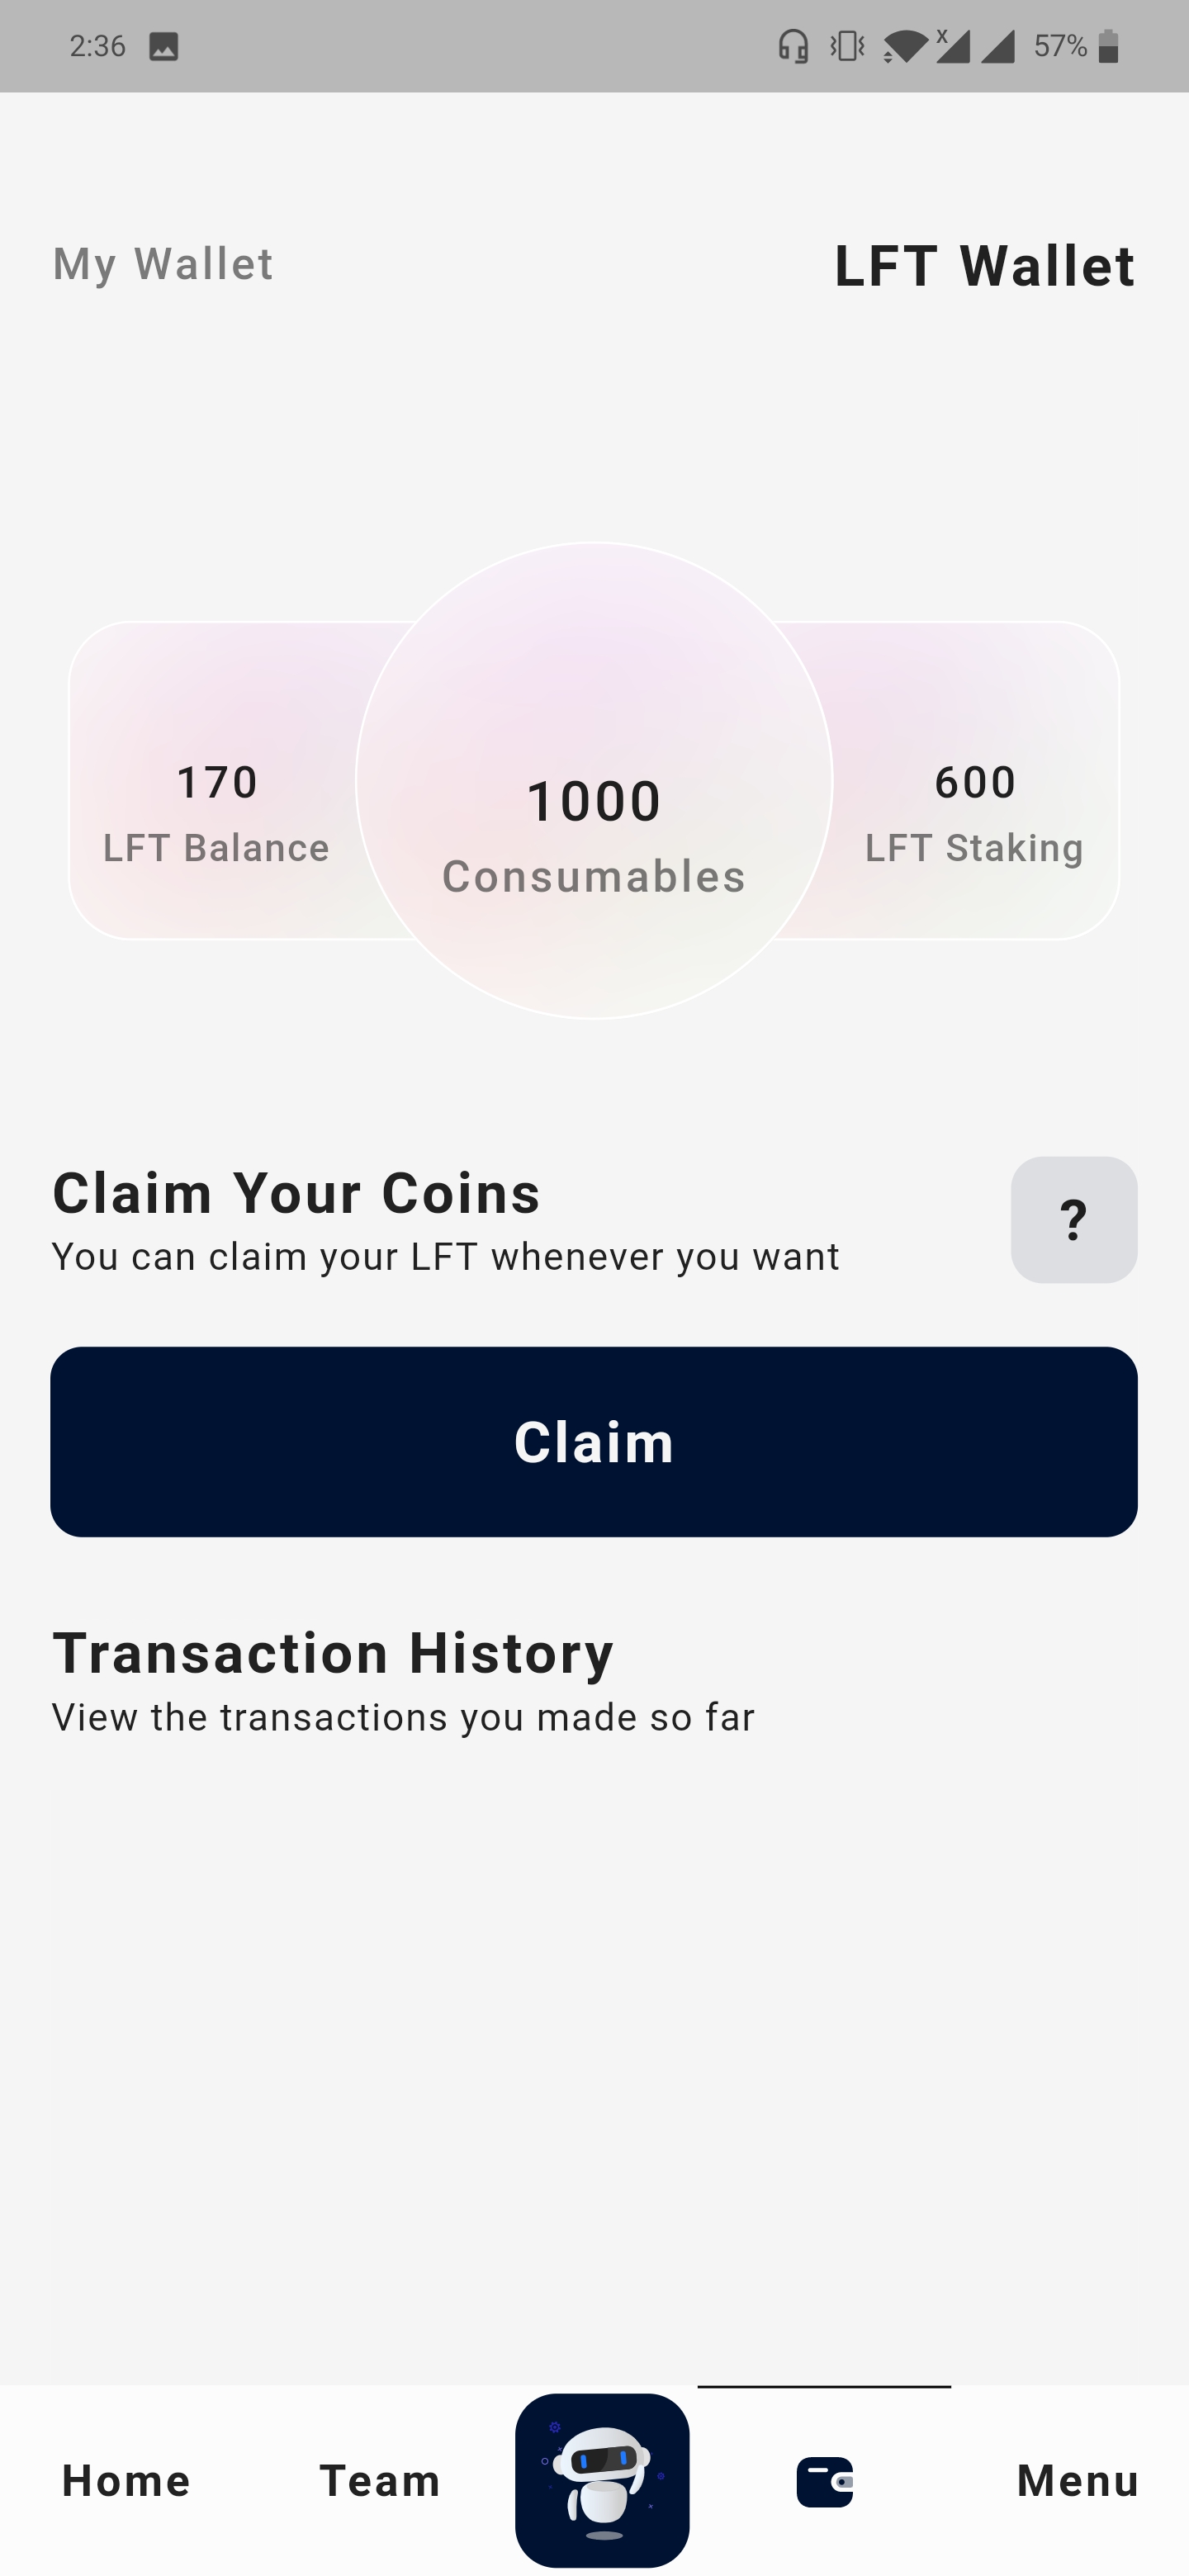 2:36
X
57%
My Wallet
LFT Wallet
170
LFT Balance
1000
Consumables
600
LFT Staking
Claim Your Coins
You can claim your LFT whenever you want
?
Claim
Transaction History
View the transactions you made so far
Home
Team
Menu